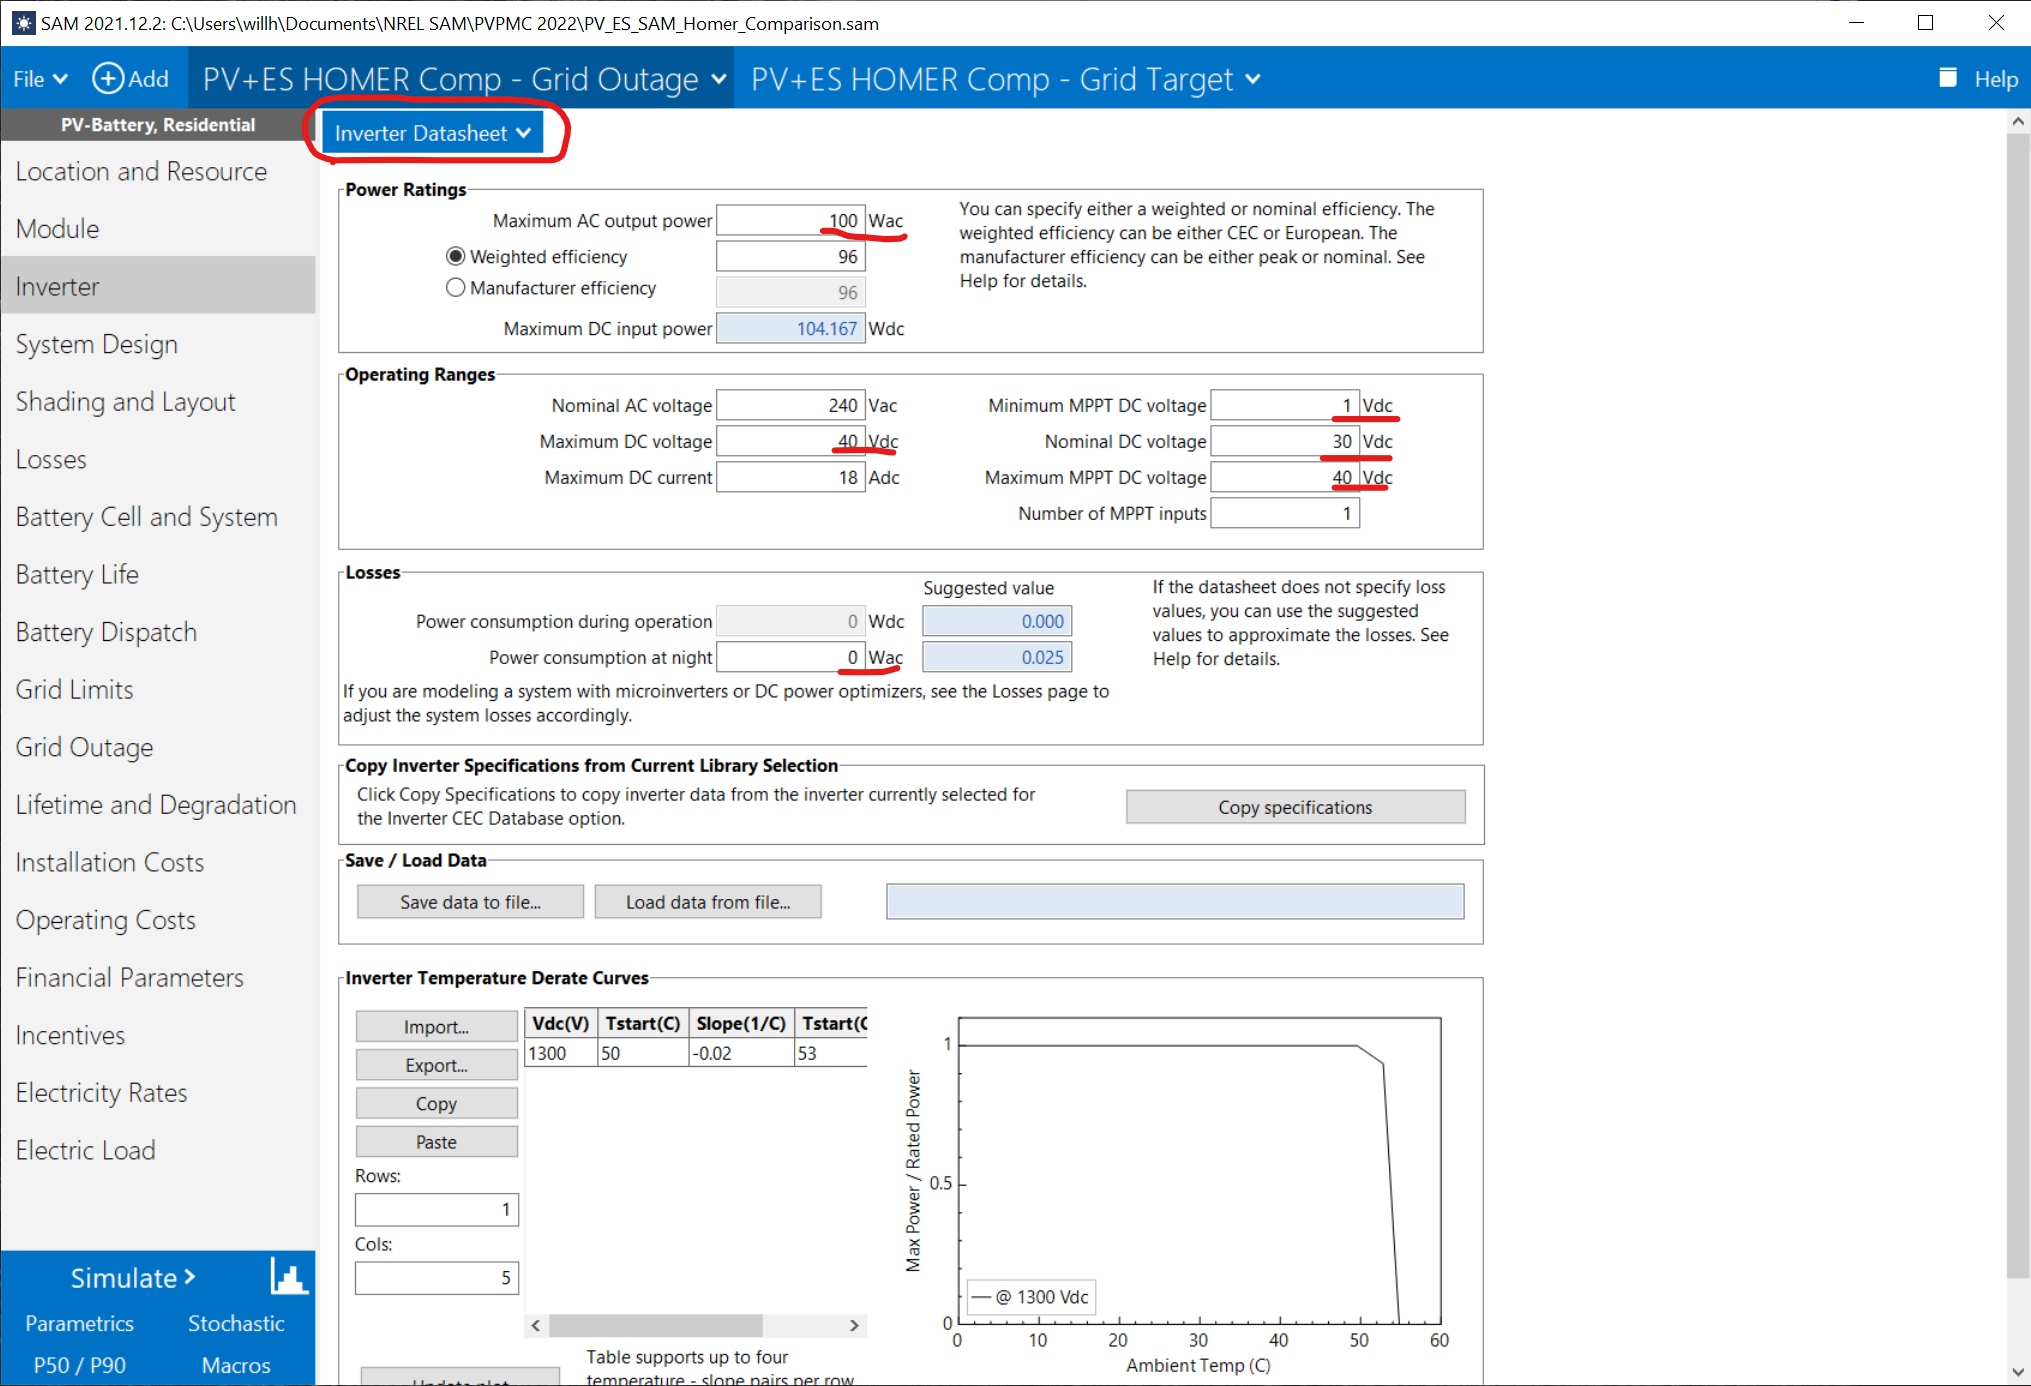 SAM 2021.12.2: C:\Users\willh\Documents\NREL SAM\PVPMC 2022\PV_ES_SAM_Homer_Comparison.sam
File Add PV+ES HOMER Comp - Grid Outage PV+ES HOMER Comp - Grid Target Help
PV-Battery, Residential
Location and Resource
Module
Inverter
System Design
Shading and Layout
Losses
Battery Cell and System
Battery Life
Battery Dispatch
Grid Limits
Grid Outage
Lifetime and Degradation
Installation Costs
Operating Costs
Financial Parameters
Incentives
Electricity Rates
Electric Load
Simulate >
Parametrics Stochastic
P50 / P90 Macros
Inverter Datasheet
Power Ratings
Maximum AC output power 100 Wac
Weighted efficiency 96
Manufacturer efficiency 96
Maximum DC input power 104.167 Wdc
You can specify either a weighted or nominal efficiency. The
weighted efficiency can be either CEC or European. The
manufacturer efficiency can be either peak or nominal. See
Help for details.
Operating Ranges
Nominal AC voltage 240 Vac
Maximum DC voltage 40 Vdc
Maximum DC current 18 Adc
Minimum MPPT DC voltage 1 Vdc
Nominal DC voltage 30 Vdc
Maximum MPPT DC voltage 40 Vdc
Number of MPPT inputs 1
Losses
Suggested value
Power consumption during operation 0 Wdc 0.000
Power consumption at night 0 Wac 0.025
If the datasheet does not specify loss
values, you can use the suggested
values to approximate the losses. See
Help for details.
If you are modeling a system with microinverters or DC power optimizers, see the Losses page to
adjust the system losses accordingly.
Copy Inverter Specifications from Current Library Selection
Click Copy Specifications to copy inverter data from the inverter currently selected for
the Inverter CEC Database option.
Copy specifications
Save / Load Data
Save data to file... Load data from file...
Inverter Temperature Derate Curves
Import...
Export...
Copy
Paste
Rows:
1
Cols:
5
Vdc(V) Tstart(C) Slope(1/C) Tstart(C
1300 50 -0.02 53
Update plot
Table supports up to four
temperature - slope pairs per row
Max Power / Rated Power
1
0.5
0
@ 1300 Vdc
0 10 20 30 40 50 60
Ambient Temp (C)